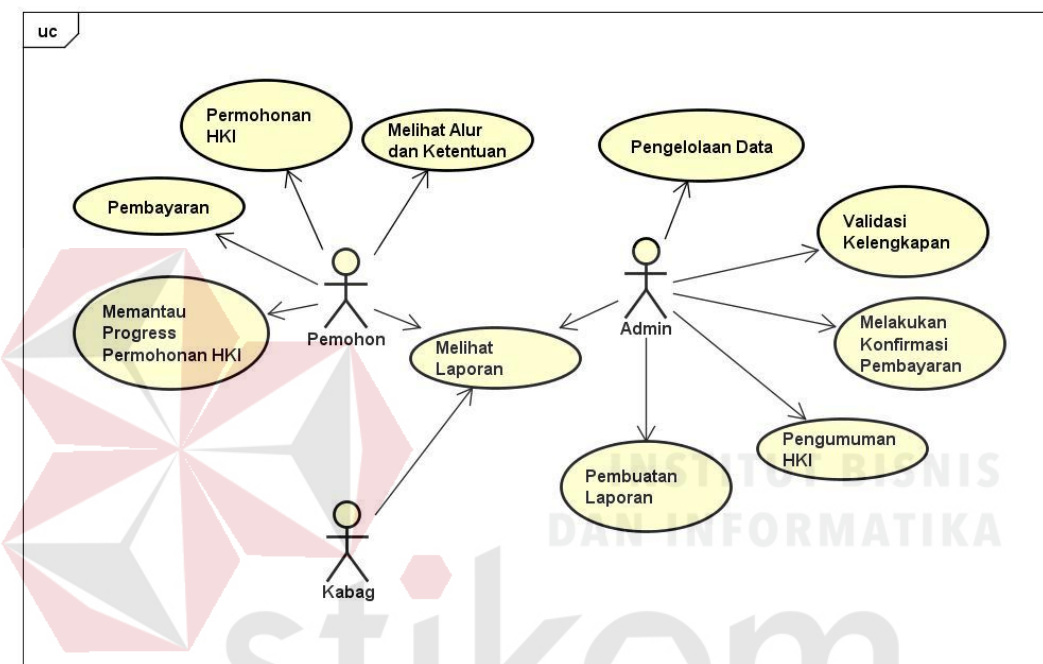 uc
Permohonan
HKI
Melihat Alur
dan Ketentuan
Pengelolaan Data
Pembayaran
Validasi
Kelengkapan
Memantau
Progress
Permohonan HKI
Pemohon
Melihat
Laporan
Admin
Melakukan
Konfirmasi
Pembayaran
Pengumuman
HKI
Pembuatan
Laporan
INSTITUT BISNIS
DAN INFORMATIKA
Kabag
stikom